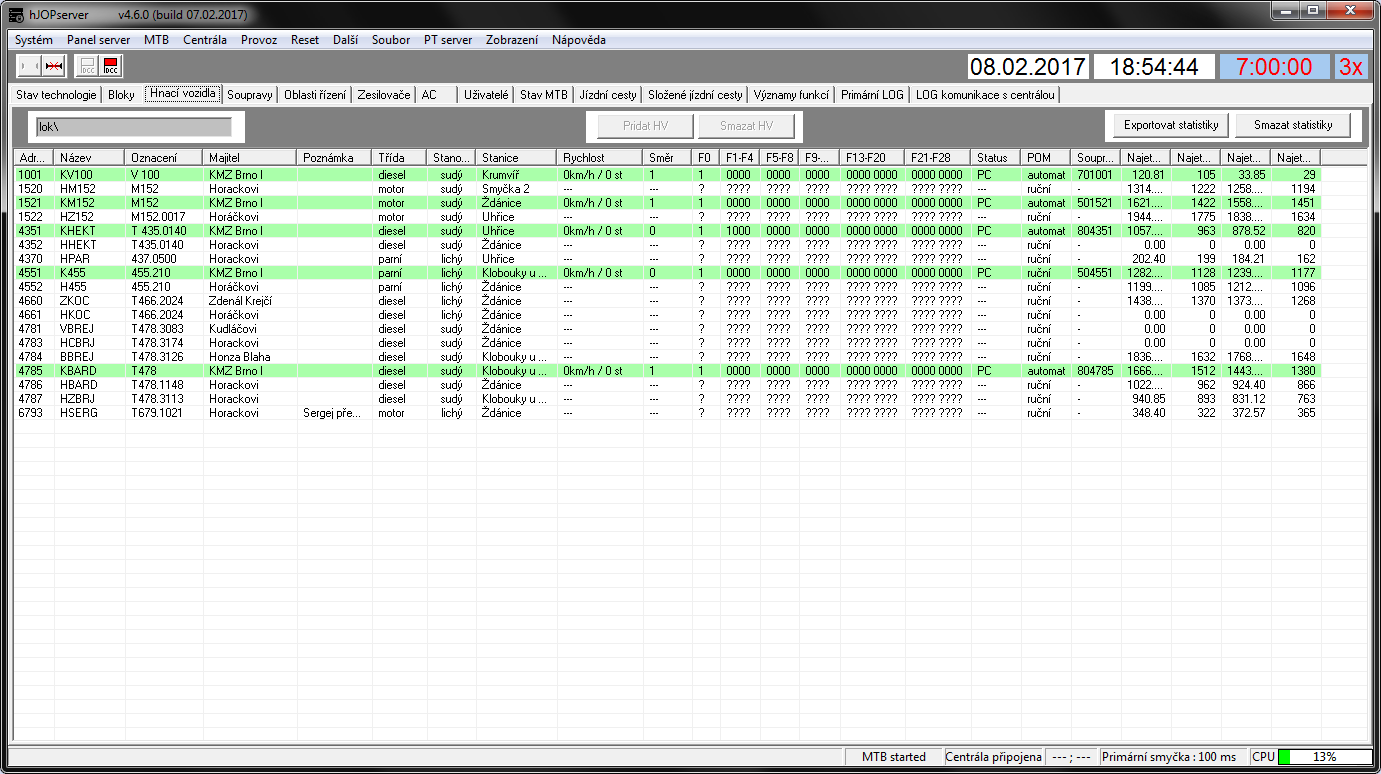 hJOPserver v4.6.0 (build 07.02.2017)
Systém Panel server MTB Centrála Provoz Reset Další Soubor PT server Zobrazení Nápověda
DCC DCC 08.02.2017 18:54:44 7:00:00 3x
Stav technologie Bloky Hnací vozidla Soupravy Oblasti řízení Zesilovače AC Uživatelé Stav MTB Jízdní cesty Složené jízdní cesty Významy funkcí Primární LOG LOG komunikace s centrálou
lok\ Přidat HV Smazat HV Exportovat statistiky Smazat statistiky
Adr... Název Oznacení Majitel Poznámka Třída Stano... Stanice Rychlost Směr F0 F1-F4 F5-F8 F9-... F13-F20 F21-F28 Status POM Soupr... Najet... Najet... Najet... Najet...
1001 KV100 V 100 KMZ Brno I diesel sudý Krumvíř 0km/h / 0 st 1 1 0000 0000 0000 0000 0000 0000 0000 PC automat 701001 120.81 105 33.85 29
1520 HM152 M152 Horackovi motor sudý Smyčka 2 --- --- ? ???? ???? ???? ???? ???? ???? ???? --- ruční - 1314.... 1222 1258.... 1194
1521 KM152 M152 KMZ Brno I motor sudý Ždánice 0km/h / 0 st 1 1 0000 0000 0000 0000 0000 0000 0000 PC automat 501521 1621.... 1422 1558.... 1451
1522 HZ152 M152.0017 Horáčkovi motor sudý Uhřice --- --- ? ???? ???? ???? ???? ???? ???? ???? --- ruční - 1944.... 1775 1838.... 1634
4351 KHEKT T 435.0140 KMZ Brno I diesel sudý Uhřice 0km/h / 0 st 0 1 1000 0000 0000 0000 0000 0000 0000 PC automat 804351 1057.... 963 878.52 820
4352 HHEKT T435.0140 Horackovi diesel sudý Ždánice --- --- ? ???? ???? ???? ???? ???? ???? ???? --- ruční - 0.00 0 0.00 0
4370 HPAR 437.0500 Horackovi parní lichý Uhřice --- --- ? ???? ???? ???? ???? ???? ???? ???? --- ruční - 202.40 199 184.21 162
4551 K455 455.210 KMZ Brno I parní lichý Klobouky u ... 0km/h / 0 st 0 1 0000 0000 0000 0000 0000 0000 0000 PC ruční 504551 1282.... 1128 1239.... 1177
4552 H455 455.210 Horackovi parní lichý Ždánice --- --- ? ???? ???? ???? ???? ???? ???? ???? --- ruční - 1199.... 1085 1212.... 1096
4660 ZKOC T466.2024 Zdenál Krejčí diesel lichý Ždánice --- --- ? ???? ???? ???? ???? ???? ???? ???? --- ruční - 1438.... 1370 1373.... 1268
4661 HKOC T466.2024 Horáčkovi diesel lichý Ždánice --- --- ? ???? ???? ???? ???? ???? ???? ???? --- ruční - 0.00 0 0.00 0
4781 VBREJ T478.3083 Kudláčovi diesel sudý Ždánice --- --- ? ???? ???? ???? ???? ???? ???? ???? --- ruční - 0.00 0 0.00 0
4783 HCBRJ T478.3174 Horackovi diesel sudý Ždánice --- --- ? ???? ???? ???? ???? ???? ???? ???? --- ruční - 0.00 0 0.00 0
4784 BBREJ T478.3126 Honza Blaha diesel sudý Klobouky u ... --- --- ? ???? ???? ???? ???? ???? ???? ???? --- ruční - 1836.... 1632 1768.... 1648
4785 KBARD T478 KMZ Brno I diesel sudý Klobouky u ... 0km/h / 0 st 1 1 0000 0000 0000 0000 0000 0000 0000 PC automat 804785 1666.... 1512 1443.... 1380
4786 HBARD T478.1148 Horackovi diesel sudý Ždánice --- --- ? ???? ???? ???? ???? ???? ???? ???? --- ruční - 1022.... 962 924.40 866
4787 HZBRJ T478.3113 Horackovi diesel sudý Klobouky u ... --- --- ? ???? ???? ???? ???? ???? ???? ???? --- ruční - 940.85 893 831.12 763
6793 HSERG T679.1021 Horackovi Sergej pře... motor lichý Ždánice --- --- ? ???? ???? ???? ???? ???? ???? ???? --- ruční - 348.40 322 372.57 365
MTB started Centrála připojena --- ; --- Primární smyčka : 100 ms CPU 13%